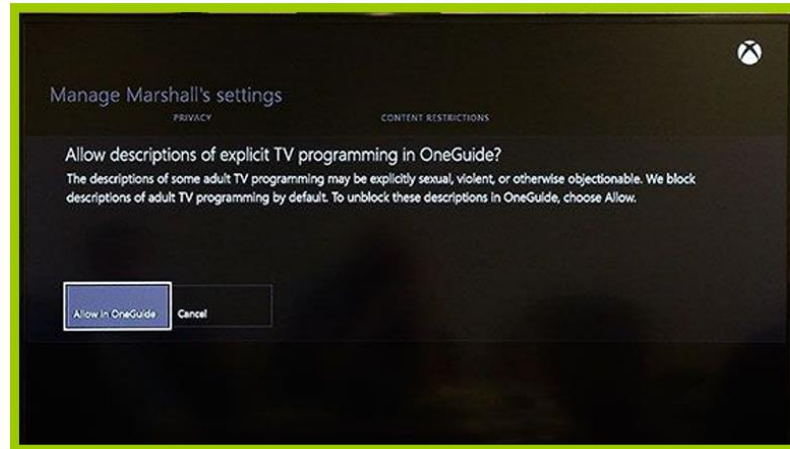 Manage Marshall's settings
PRIVACY CONTENT RESTRICTIONS
Allow descriptions of explicit TV programming in OneGuide?
The descriptions of some adult TV programming may be explicitly sexual, violent, or otherwise objectionable. We block
descriptions of adult TV programming by default. To unblock these descriptions in OneGuide, choose Allow.
Allow in OneGuide Cancel